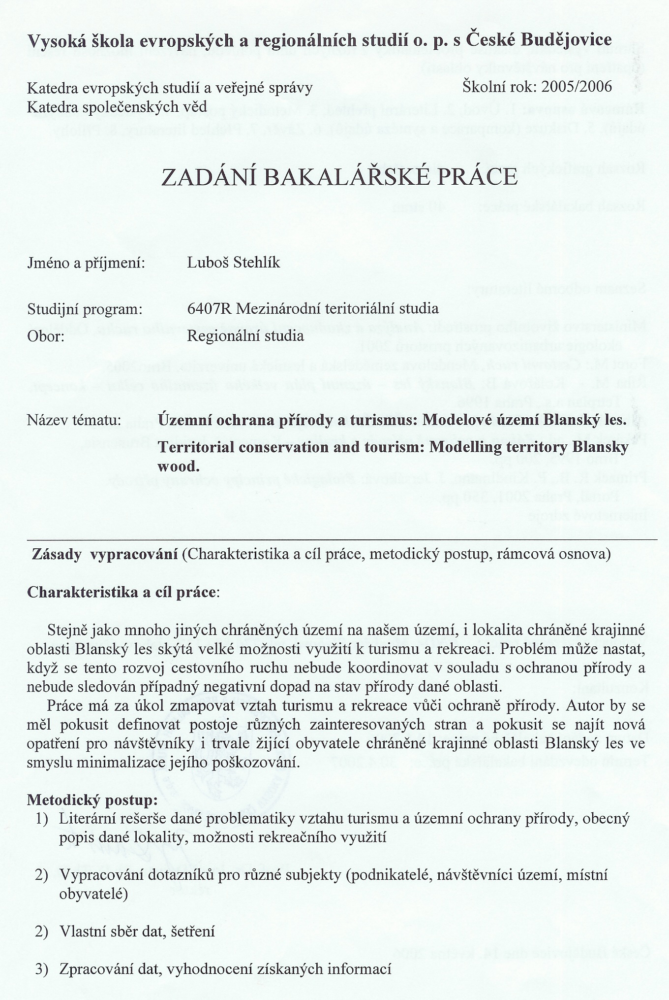 Vysoká škola evropských a regionálních studií o. p. s České Budějovice
Katedra evropských studií a veřejné správy Školní rok: 2005/2006
Katedra společenských věd
ZADÁNÍ BAKALÁŘSKÉ PRÁCE
Jméno a příjmení: Luboš Stehlík
Studijní program: 6407R Mezinárodní teritoriální studia
Obor: Regionální studia
Název tématu: Územní ochrana přírody a turismus: Modelové území Blanský les.
Territorial conservation and tourism: Modelling territory Blansky
wood.
Zásady vypracování (Charakteristika a cíl práce, metodický postup, rámcová osnova)
Charakteristika a cíl práce:
Stejně jako mnoho jiných chráněných území na našem území, i lokalita chráněné krajinné
oblasti Blanský les skýtá velké možnosti využití k turismu a rekreaci. Problém může nastat,
když se tento rozvoj cestovního ruchu nebude koordinovat v souladu s ochranou přírody a
nebude sledován případný negativní dopad na stav přírody dané oblasti.
Práce má za úkol zmapovat vztah turismu a rekreace vůči ochraně přírody. Autor by se
měl pokusit definovat postoje různých zainteresovaných stran a pokusit se najít nová
opatření pro návštěvníky i trvale žijící obyvatele chráněné krajinné oblasti Blanský les ve
smyslu minimalizace jejího poškozování.
Metodický postup:
1) Literární rešerše dané problematiky vztahu turismu a územní ochrany přírody, obecný
popis dané lokality, možnosti rekreačního využití
2) Vypracování dotazníků pro různé subjekty (podnikatelé, návštěvníci území, místní
obyvatelé)
2) Vlastní sběr dat, šetření
3) Zpracování dat, vyhodnocení získaných informací